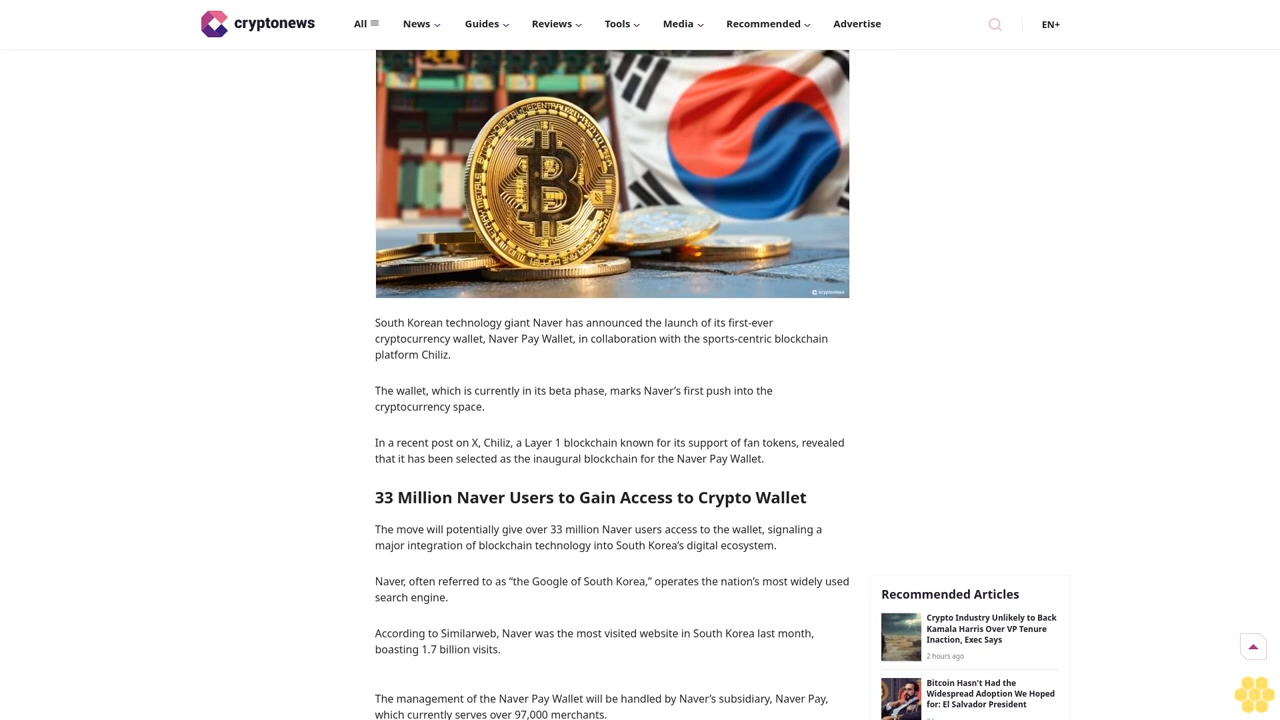 cryptonews
All
News
Guides
Reviews
Tools
Media
Recommended
Advertise
EN+
cryptonews
South Korean technology giant Naver has announced the launch of its first-ever
cryptocurrency wallet, Naver Pay Wallet, in collaboration with the sports-centric blockchain
platform Chiliz.
The wallet, which is currently in its beta phase, marks Naver’s first push into the
cryptocurrency space.
In a recent post on X, Chiliz, a Layer 1 blockchain known for its support of fan tokens, revealed
that it has been selected as the inaugural blockchain for the Naver Pay Wallet.
33 Million Naver Users to Gain Access to Crypto Wallet
The move will potentially give over 33 million Naver users access to the wallet, signaling a
major integration of blockchain technology into South Korea’s digital ecosystem.
Naver, often referred to as “the Google of South Korea,” operates the nation’s most widely used
search engine.
According to Similarweb, Naver was the most visited website in South Korea last month,
boasting 1.7 billion visits.
The management of the Naver Pay Wallet will be handled by Naver’s subsidiary, Naver Pay,
which currently serves over 97,000 merchants.
Recommended Articles
Crypto Industry Unlikely to Back
Kamala Harris Over VP Tenure
Inaction, Exec Says
2 hours ago
Bitcoin Hasn’t Had the
Widespread Adoption We Hoped
for: El Salvador President